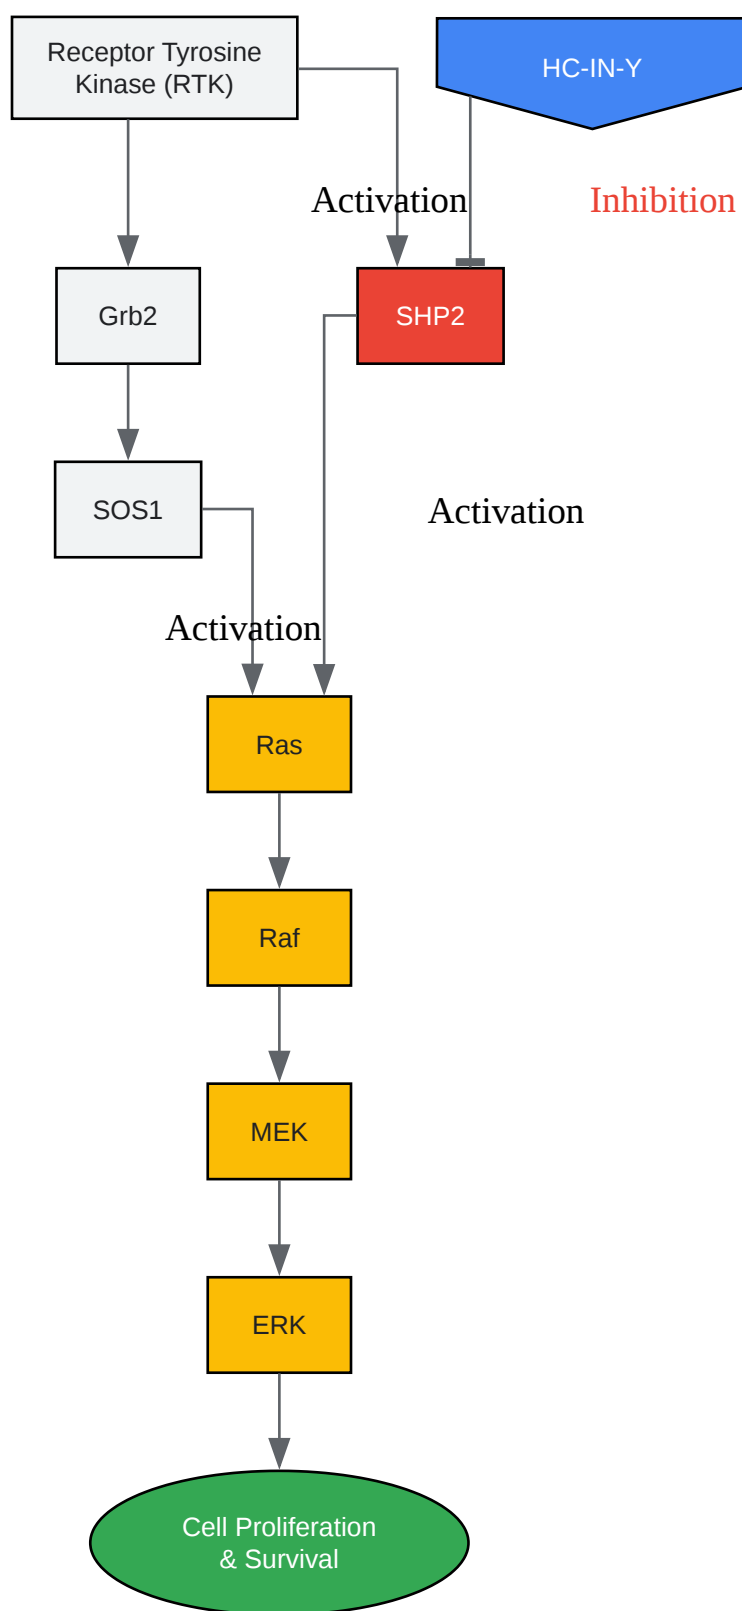 Receptor Tyrosine
Kinase (RTK)
HC-IN-Y
Activation
Inhibition
Grb2
SHP2
SOS1
Activation
Activation
Ras
Raf
MEK
ERK
Cell Proliferation
& Survival